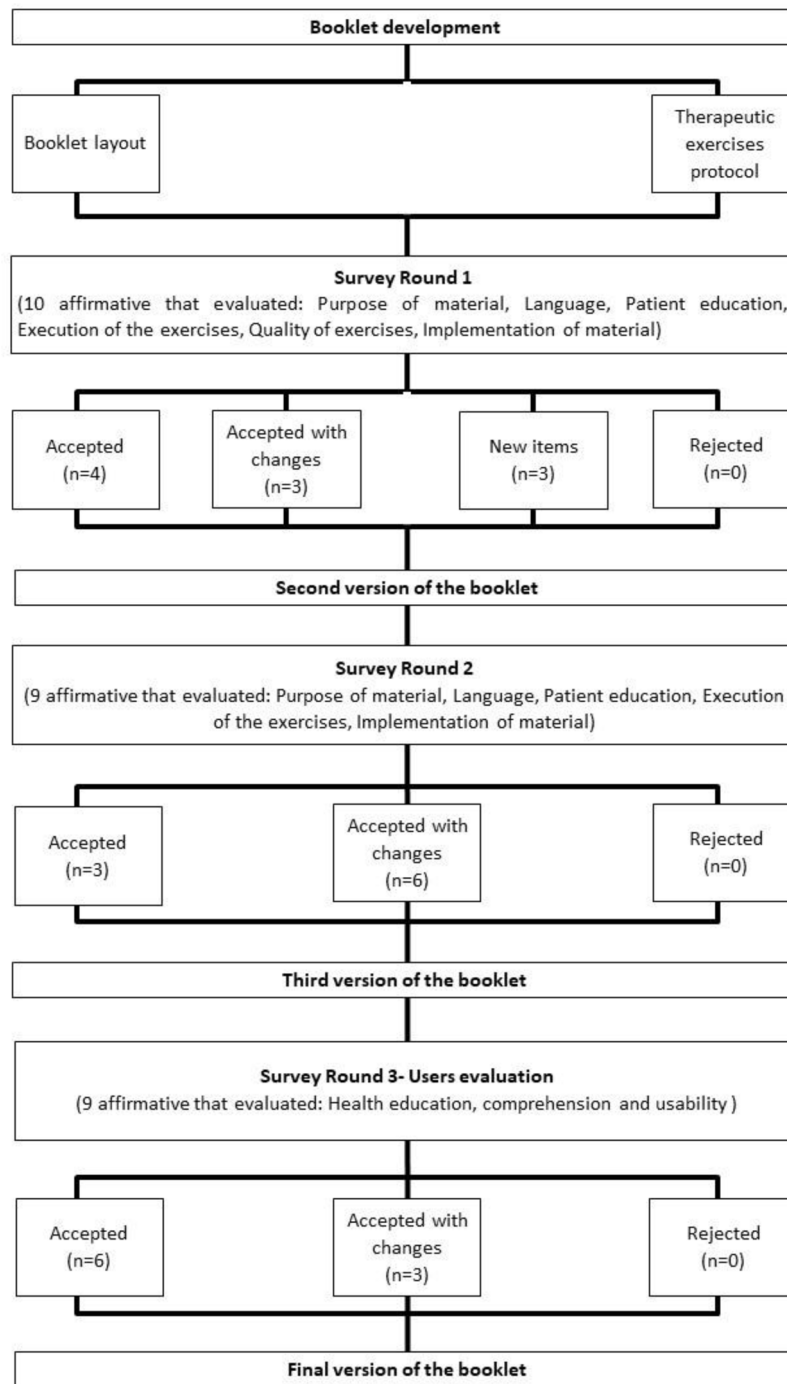 Booklet development
Booklet layout
Therapeutic
exercises
protocol
Survey Round 1
(10 affirmative that evaluated: Purpose of material, Language, Patient education,
Execution of the exercises, Quality of exercises, Implementation of material)
Accepted
(n=4)
Accepted with
changes
(n=3)
New items
(n=3)
Rejected
(n=0)
Second version of the booklet
Survey Round 2
(9 affirmative that evaluated: Purpose of material, Language, Patient education, Execution
of the exercises, Implementation of material)
Accepted
(n=3)
Accepted with
changes
(n=6)
Rejected
(n=0)
Third version of the booklet
Survey Round 3- Users evaluation
(9 affirmative that evaluated: Health education, comprehension and usability )
Accepted
(n=6)
Accepted with
changes
(n=3)
Rejected
(n=0)
Final version of the booklet